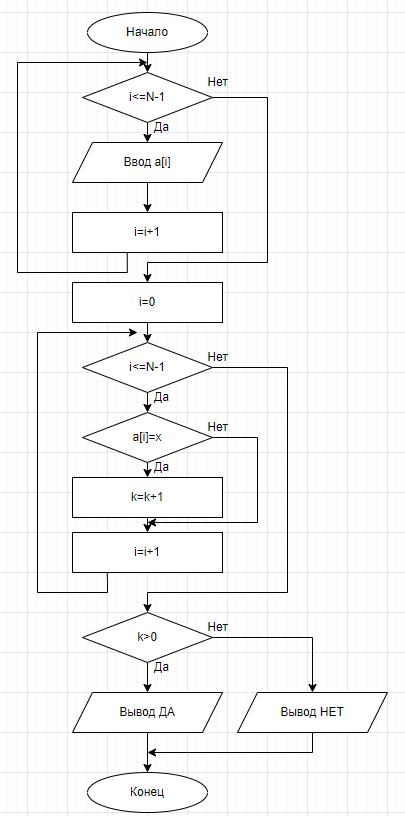 Начало
Нет
i<=N-1
Да
Ввод a[i]
i=i+1
i=0
Нет
i<=N-1
Да
Нет
a[i]=x
Да
k=k+1
i=i+1
Нет
k>0
Да
Вывод ДА
Вывод НЕТ
Конец